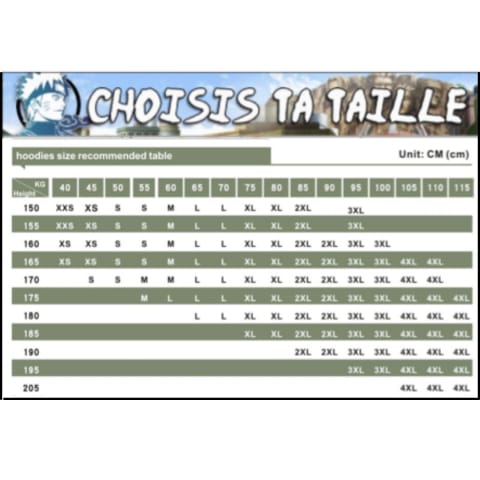 CHOISIS TA TAILLE
hoodies size recommended table
Unit: CM (cm)
KG
Height
40 45 50 55 60 65 70 75 80 85 90 95 100 105 110 115
150 XXS XS S S M L L XL XL 2XL 3XL
155 XXS XS S S M L L XL XL 2XL 3XL
160 XS XS S S M L L XL XL 2XL 2XL 3XL 3XL
165 XS XS S S M L L XL XL 2XL 2XL 3XL 3XL 4XL 4XL
170 S S M M L L XL XL 2XL 2XL 3XL 3XL 4XL 4XL
175 M L L L XL XL 2XL 2XL 3XL 3XL 4XL 4XL 4XL
180 L L XL XL 2XL 2XL 3XL 3XL 4XL 4XL 4XL
185 XL XL 2XL 2XL 3XL 3XL 4XL 4XL 4XL
190 2XL 2XL 3XL 3XL 4XL 4XL 4XL
195 3XL 3XL 4XL 4XL 4XL
205 4XL 4XL 4XL